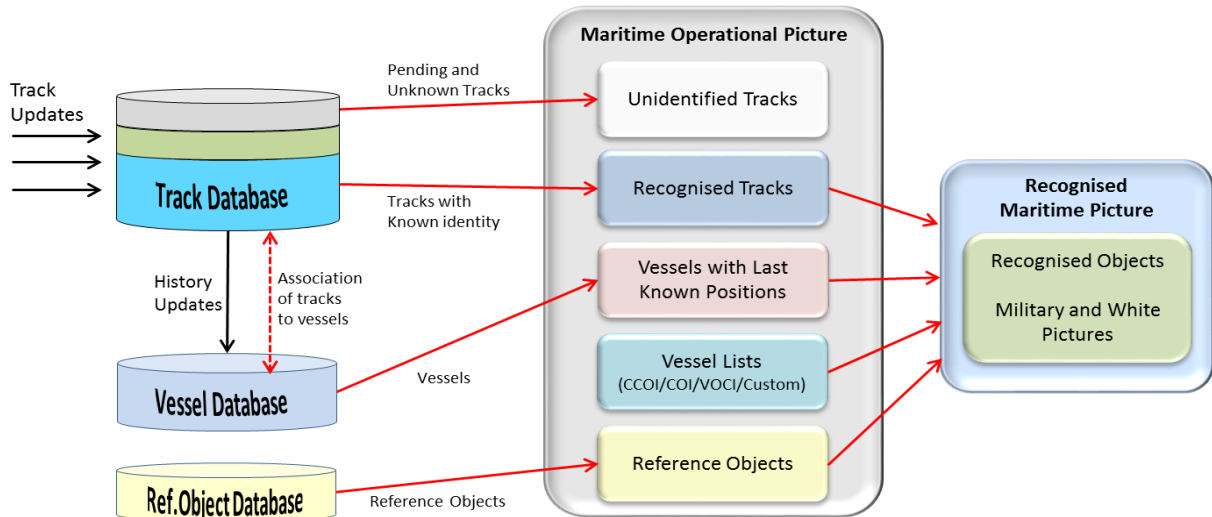 Track
Updates
Track Database
History
Updates
Association
of tracks
to vessels
Vessel Database
Ref.Object Database
Pending and
Unknown Tracks
Tracks with
Known identity
Vessels
Reference Objects
Maritime Operational Picture
Unidentified Tracks
Recognised Tracks
Vessels with Last
Known Positions
Vessel Lists
(CCOI/COI/VOCI/Custom)
Reference Objects
Recognised
Maritime Picture
Recognised Objects
Military and White
Pictures